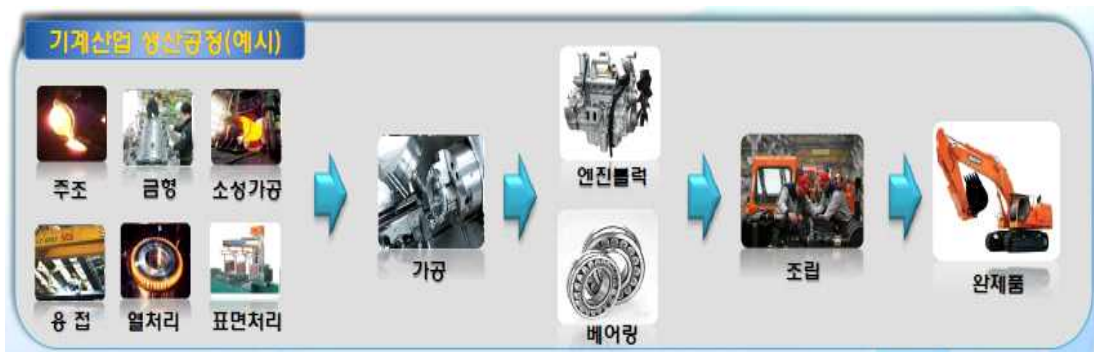 기계산업 생산공정(예시)
주조 금형 소성가공
용 접 열처리 표면처리
가공
엔진블럭
베어링
조립
완제품